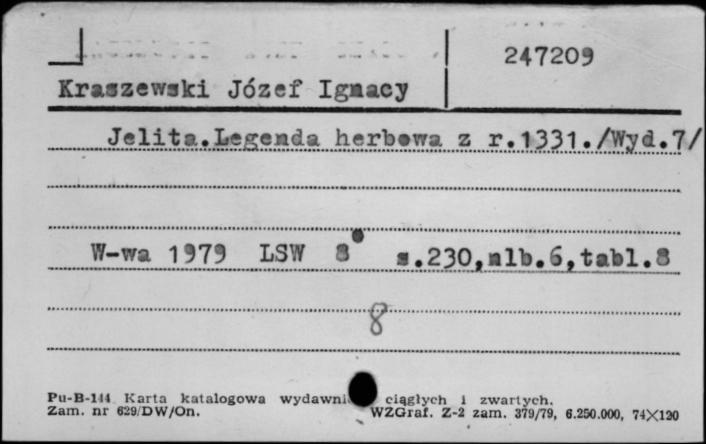 247209
Kraszewski Józef Ignacy
Jelita.Legenda herbowa z r.1331./Wyd.7/
W-wa 1979 LSW 8° s.230,nlb.6,tabl.8
8
Pu-B-144 Karta katalogowa ciągłych i zwartych.
Zam. nr 629/DW/On. WZGraf. Z-2 zam. 379/79, 6.250.000, 74×120